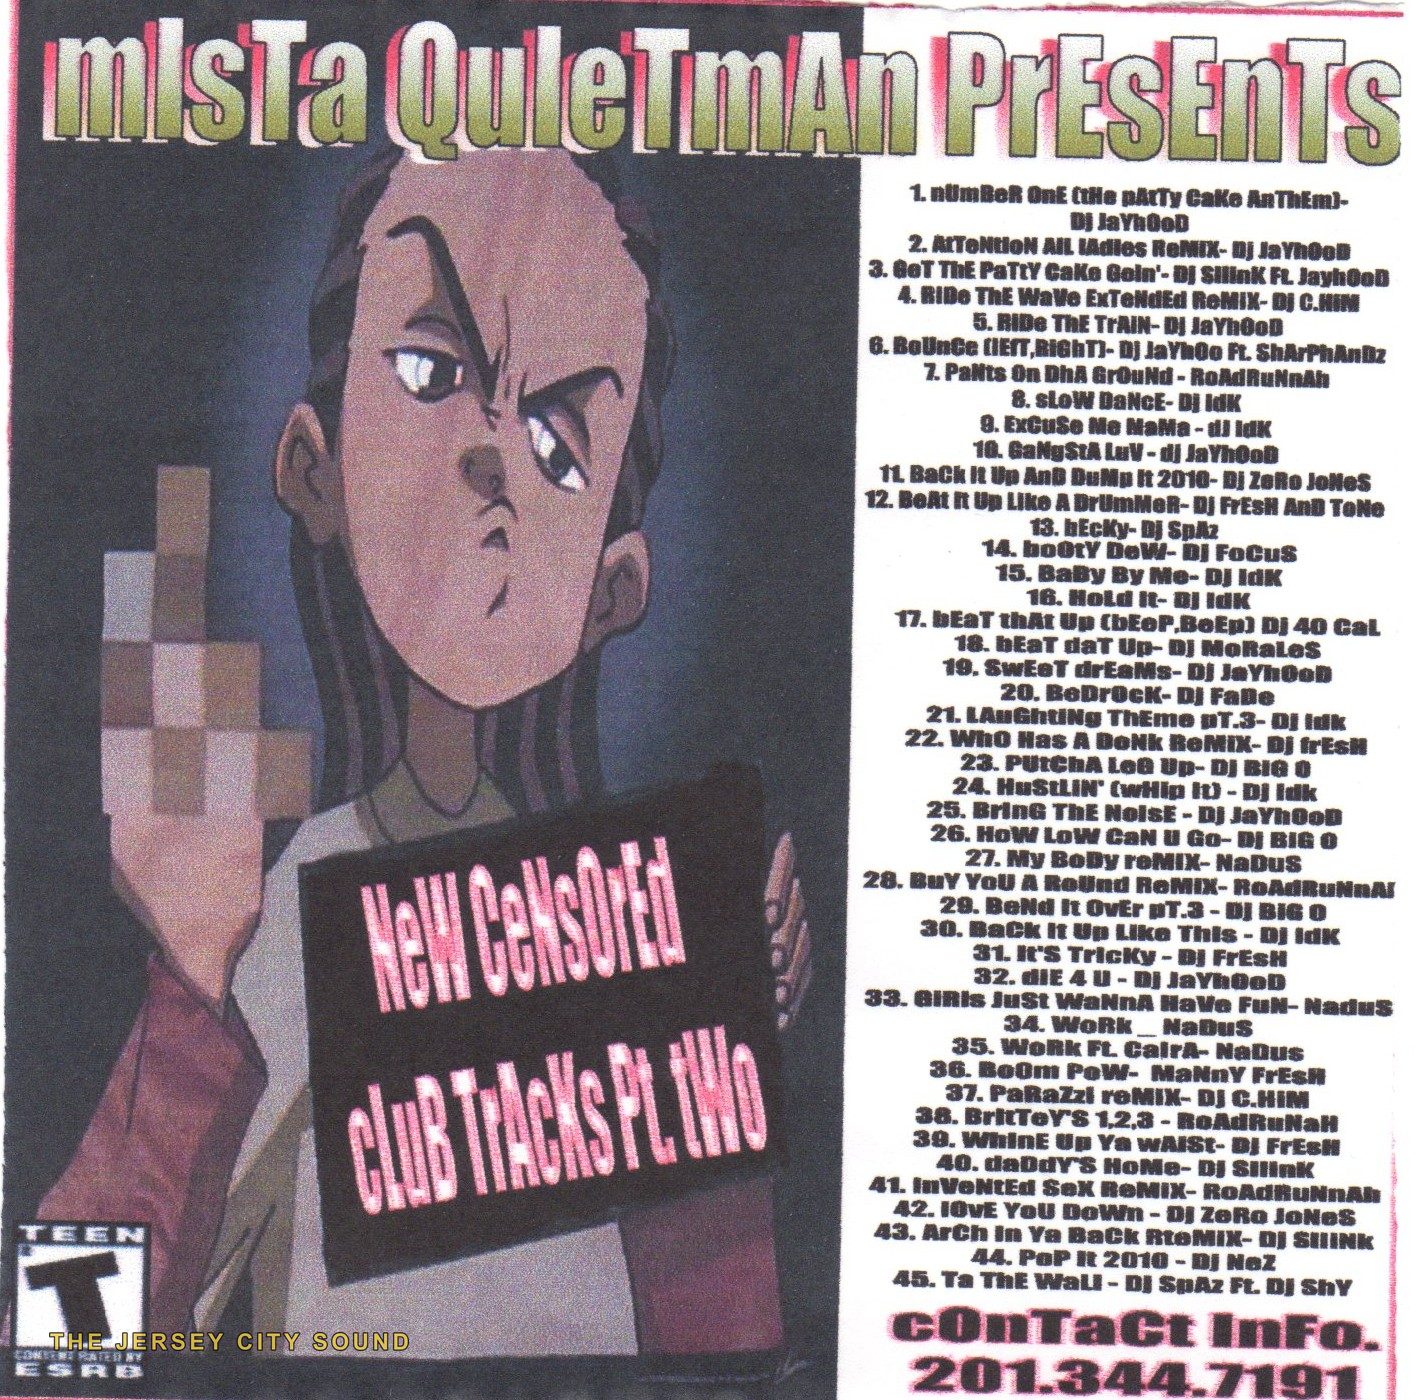 mIsTa QuIeTmAn PrEsEnTs
1. nUmBeR OnE (tHe pAtTy CaKe AnThEm)-
Dj JaYhOoD
2. AtTeNtIoN AlL lAdIes ReMiX- Dj JaYhOoD
3. GeT ThE PaTtY CaKe GoIn'- Dj SlIinK Ft. JayhOoD
4. RiDe ThE WaVe ExTeNdEd ReMiX- Dj C.HiM
5. RiDe ThE TrAiN- Dj JaYhOoD
6. BoUnCe (lEfT,RiGhT)- Dj JaYhOo Ft. ShArPhAnDz
7. PaNts On DhA GrOuNd - RoAdRuNnAh
8. sLoW DaNcE- Dj IdK
9. ExCuSe Me MaMa - dJ IdK
10. GaNgStA LuV - dj JaYhOoD
11. BaCk It Up AnD DuMp It 2010- Dj ZeRo JoNeS
12. BeAt It Up Like A DrUmMeR- Dj FrEsH AnD ToNe
13. bEcKy- Dj SpAz
14. boOtY DeW- DJ FoCuS
15. BaBy By Me- DJ IdK
16. HoLd It- DJ IdK
17. bEaT thAt Up (bEeP,BeEp) DJ 40 CaL
18. bEaT daT Up- DJ MoRaLeS
19. SwEeT drEaMs- DJ JaYHOoD
20. BeDrOcK- DJ FaDe
21. LAuGhtINg ThEme pT.3- DJ Idk
22. WhO Has A DoNk ReMIX- DJ frEsH
23. PUtChA LeG Up- DJ BiG O
24. HuStLIN' (wHip It) - DJ Idk
25. BrInG ThE NoIsE - DJ JaYHOoD
26. HoW LoW CaN U Go- DJ BIG O
27. My BoDy reMIX- NaDuS
28. BuY YoU A RoUnd ReMIX- RoAdRuNnAl
29. BeNd It OvEr pT.3 - DJ BIG O
30. BaCk It Up Like ThIs - DJ IdK
31. It'S TrIcKy - DJ FrEsH
32. dIE 4 U - DJ JaYHOoD
33. GiRls JuSt WaNnA HaVe FuN- NaduS
34. WoRk _ NaDuS
35. WoRk Ft. CaIrA- NaDus
36. BoOm PoW- MaNnY FrEsH
37. PaRaZzI reMIX- DJ C.HiM
38. BrItTeY'S 1,2,3 - RoAdRuNaH
39. WhInE Up Ya wAISt- DJ FrEsH
40. daDdY'S HoMe- DJ SlIinK
41. InVeNtEd SeX ReMIX- RoAdRuNnAh
42. lOvE YoU DoWn - DJ ZeRo JoNeS
43. ArCh In Ya BaCk RteMIX- DJ SlIINk
44. PoP It 2010 - DJ NeZ
45. Ta ThE WaLl - DJ SpAz Ft. DJ ShY
cOnTaCt InFo.
201.344.7191
NeW CeNsOrEd
cLuB TrAcKs Pt. tWo
TEEN
T
CONTENT RATED BY
ESRB
THE JERSEY CITY SOUND